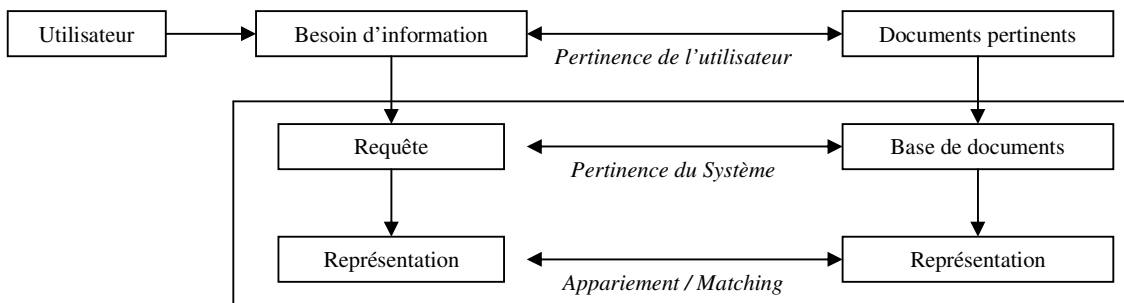 Utilisateur
Besoin d’information
Documents pertinents
Pertinence de l’utilisateur
Requête
Base de documents
Pertinence du Système
Représentation
Représentation
Appariement / Matching